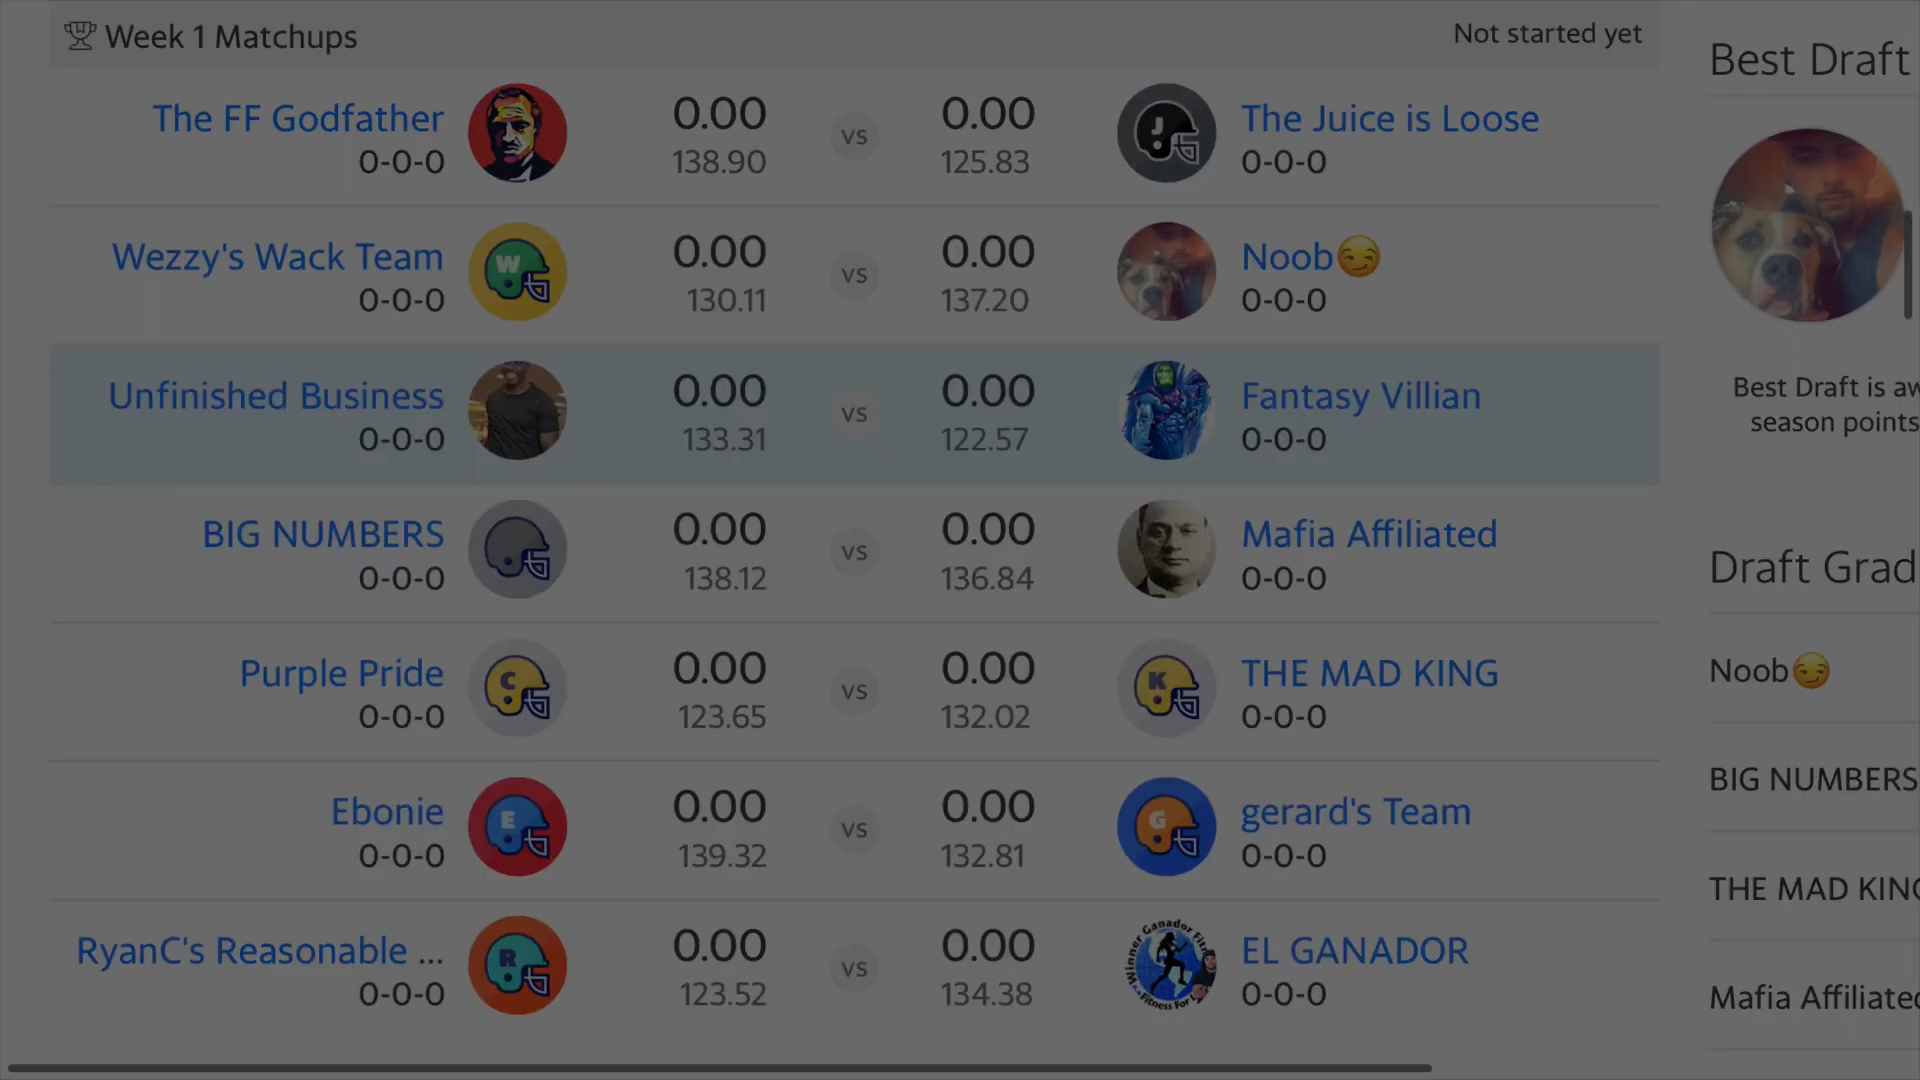 Week 1 Matchups
Not started yet
The FF Godfather
0-0-0
0.00
138.90
vs
0.00
125.83
J
The Juice is Loose
0-0-0
Wezzy's Wack Team
0-0-0
W
0.00
130.11
vs
0.00
137.20
Noob😏
0-0-0
Unfinished Business
0-0-0
0.00
133.31
vs
0.00
122.57
Fantasy Villian
0-0-0
BIG NUMBERS
0-0-0
0.00
138.12
vs
0.00
136.84
Mafia Affiliated
0-0-0
Purple Pride
0-0-0
C
0.00
123.65
vs
0.00
132.02
K
THE MAD KING
0-0-0
Ebonie
0-0-0
E
0.00
139.32
vs
0.00
132.81
G
gerard's Team
0-0-0
RyanC's Reasonable ...
0-0-0
R
0.00
123.52
vs
0.00
134.38
Winner Ganador Fitn
Fitness For L
EL GANADOR
0-0-0
Best Draft
Best Draft is aw
season points
Draft Grad
Noob😏
BIG NUMBERS
THE MAD KING
Mafia Affiliated